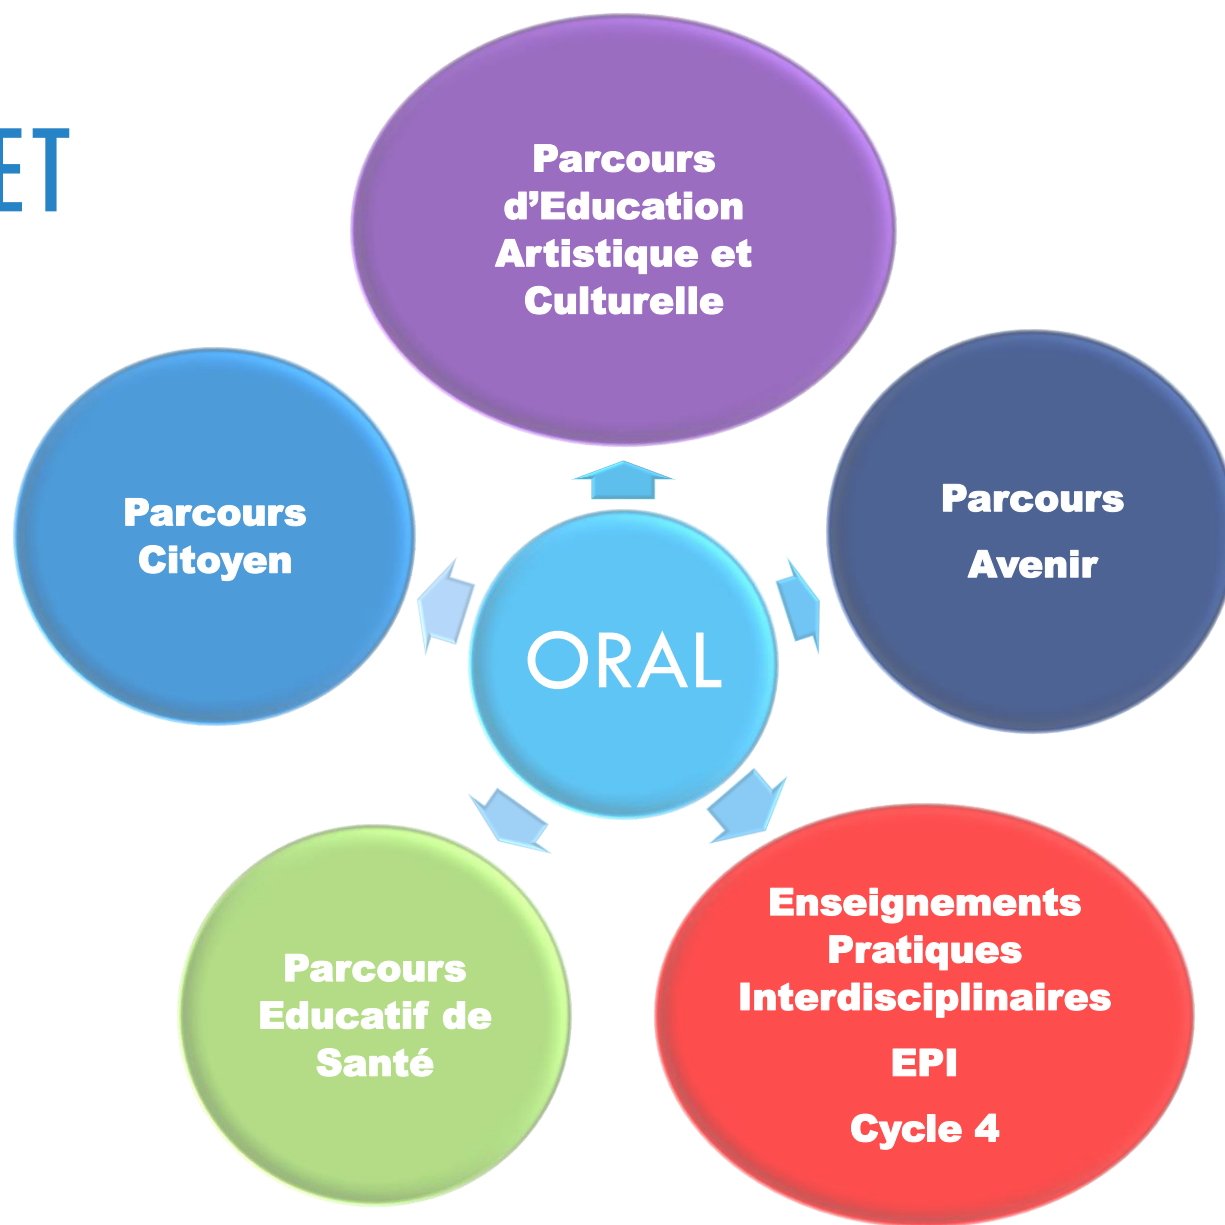 ET
Parcours
d’Education
Artistique et
Culturelle
Parcours
Avenir
Parcours
Citoyen
ORAL
Enseignements
Pratiques
Interdisciplinaires
EPI
Cycle 4
Parcours
Educatif de
Santé